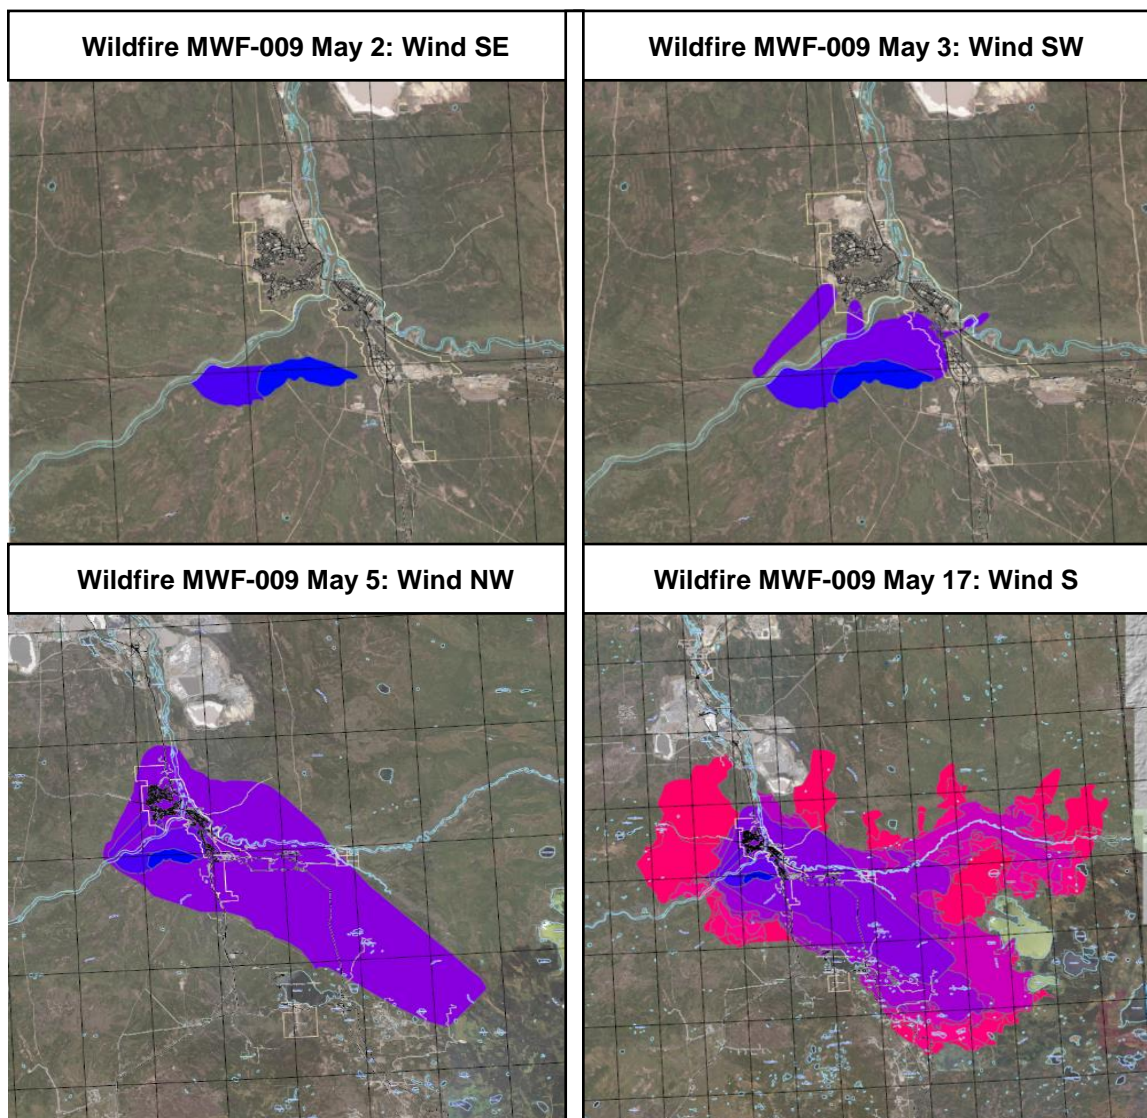 Wildfire MWF-009 May 2: Wind SE
Wildfire MWF-009 May 3: Wind SW
Wildfire MWF-009 May 5: Wind NW
Wildfire MWF-009 May 17: Wind S